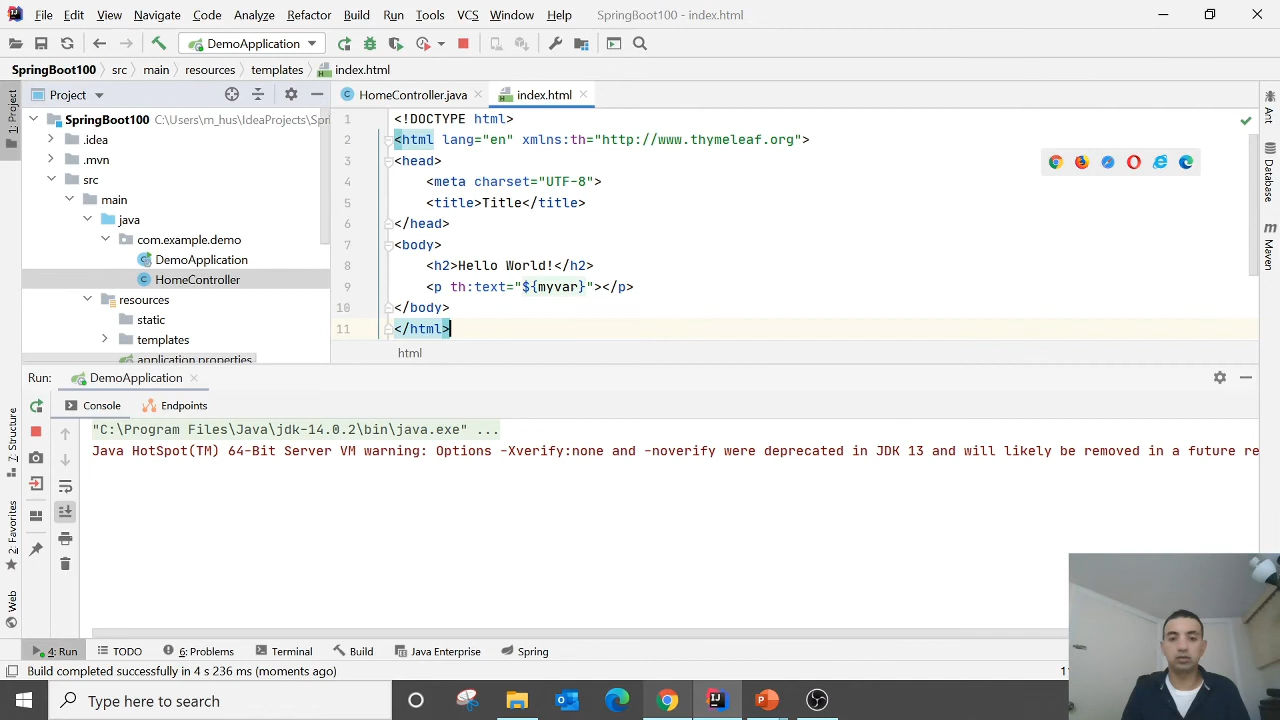 File Edit View Navigate Code Analyze Refactor Build Run Tools VCS Window Help SpringBoot100 - index.html
DemoApplication
SpringBoot100 src main resources templates index.html
Project
HomeController.java
index.html
1: Project
SpringBoot100 C:\Users\m_hus\IdeaProjects\Spri
.idea
.mvn
src
main
java
com.example.demo
DemoApplication
HomeController
resources
static
templates
application.properties
1 <!DOCTYPE html>
2 <html lang="en" xmlns:th="http://www.thymeleaf.org">
3 <head>
4 <meta charset="UTF-8">
5 <title>Title</title>
6 </head>
7 <body>
8 <h2>Hello World!</h2>
9 <p th:text="${myvar}"></p>
10 </body>
11 </html>
html
Ant
Database
Maven
Run: DemoApplication
Console Endpoints
"C:\Program Files\Java\jdk-14.0.2\bin\java.exe" ...
Java HotSpot(TM) 64-Bit Server VM warning: Options -Xverify:none and -noverify were deprecated in JDK 13 and will likely be removed in a future re
7: Structure
2: Favorites
Web
4: Run TODO 6: Problems Terminal Build Java Enterprise Spring
Build completed successfully in 4 s 236 ms (moments ago)
Type here to search